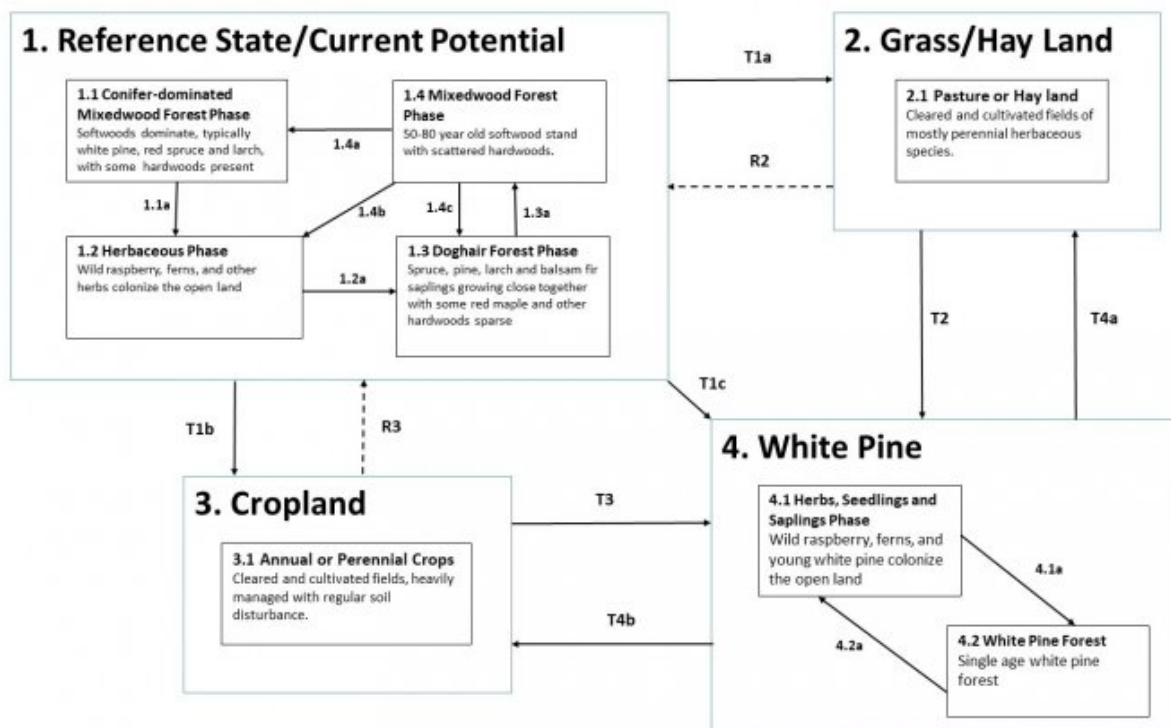 1. Reference State/Current Potential
1.1 Conifer-dominated
Mixedwood Forest Phase
Softwoods dominate, typically
white pine, red spruce and larch,
with some hardwoods present
1.4 Mixedwood Forest
Phase
50-80 year old softwood stand
with scattered hardwoods.
1.4a
1.1a
1.4b
1.4c
1.3a
1.2 Herbaceous Phase
Wild raspberry, ferns, and other
herbs colonize the open land
1.2a
1.3 Doghair Forest Phase
Spruce, pine, larch and balsam fir
saplings growing close together
with some red maple and other
hardwoods sparse
T1a
R2
2. Grass/Hay Land
2.1 Pasture or Hay land
Cleared and cultivated fields of
mostly perennial herbaceous
species.
T2
T4a
T1c
T1b
R3
3. Cropland
3.1 Annual or Perennial Crops
Cleared and cultivated fields, heavily
managed with regular soil
disturbance.
T3
T4b
4. White Pine
4.1 Herbs, Seedlings and
Saplings Phase
Wild raspberry, ferns, and
young white pine colonize
the open land
4.1a
4.2a
4.2 White Pine Forest
Single age white pine
forest